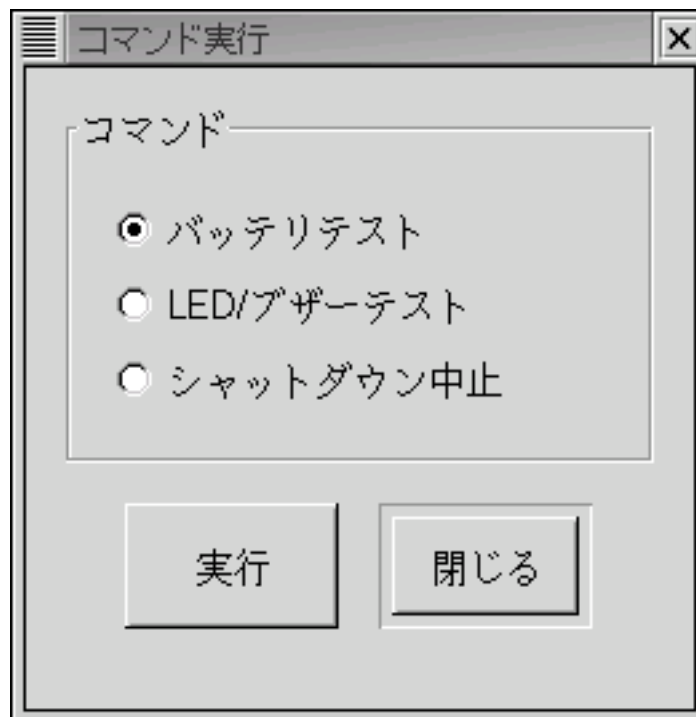 コマンド実行
コマンド
バッテリテスト
LED/ブザーテスト
シャットダウン中止
実行
閉じる